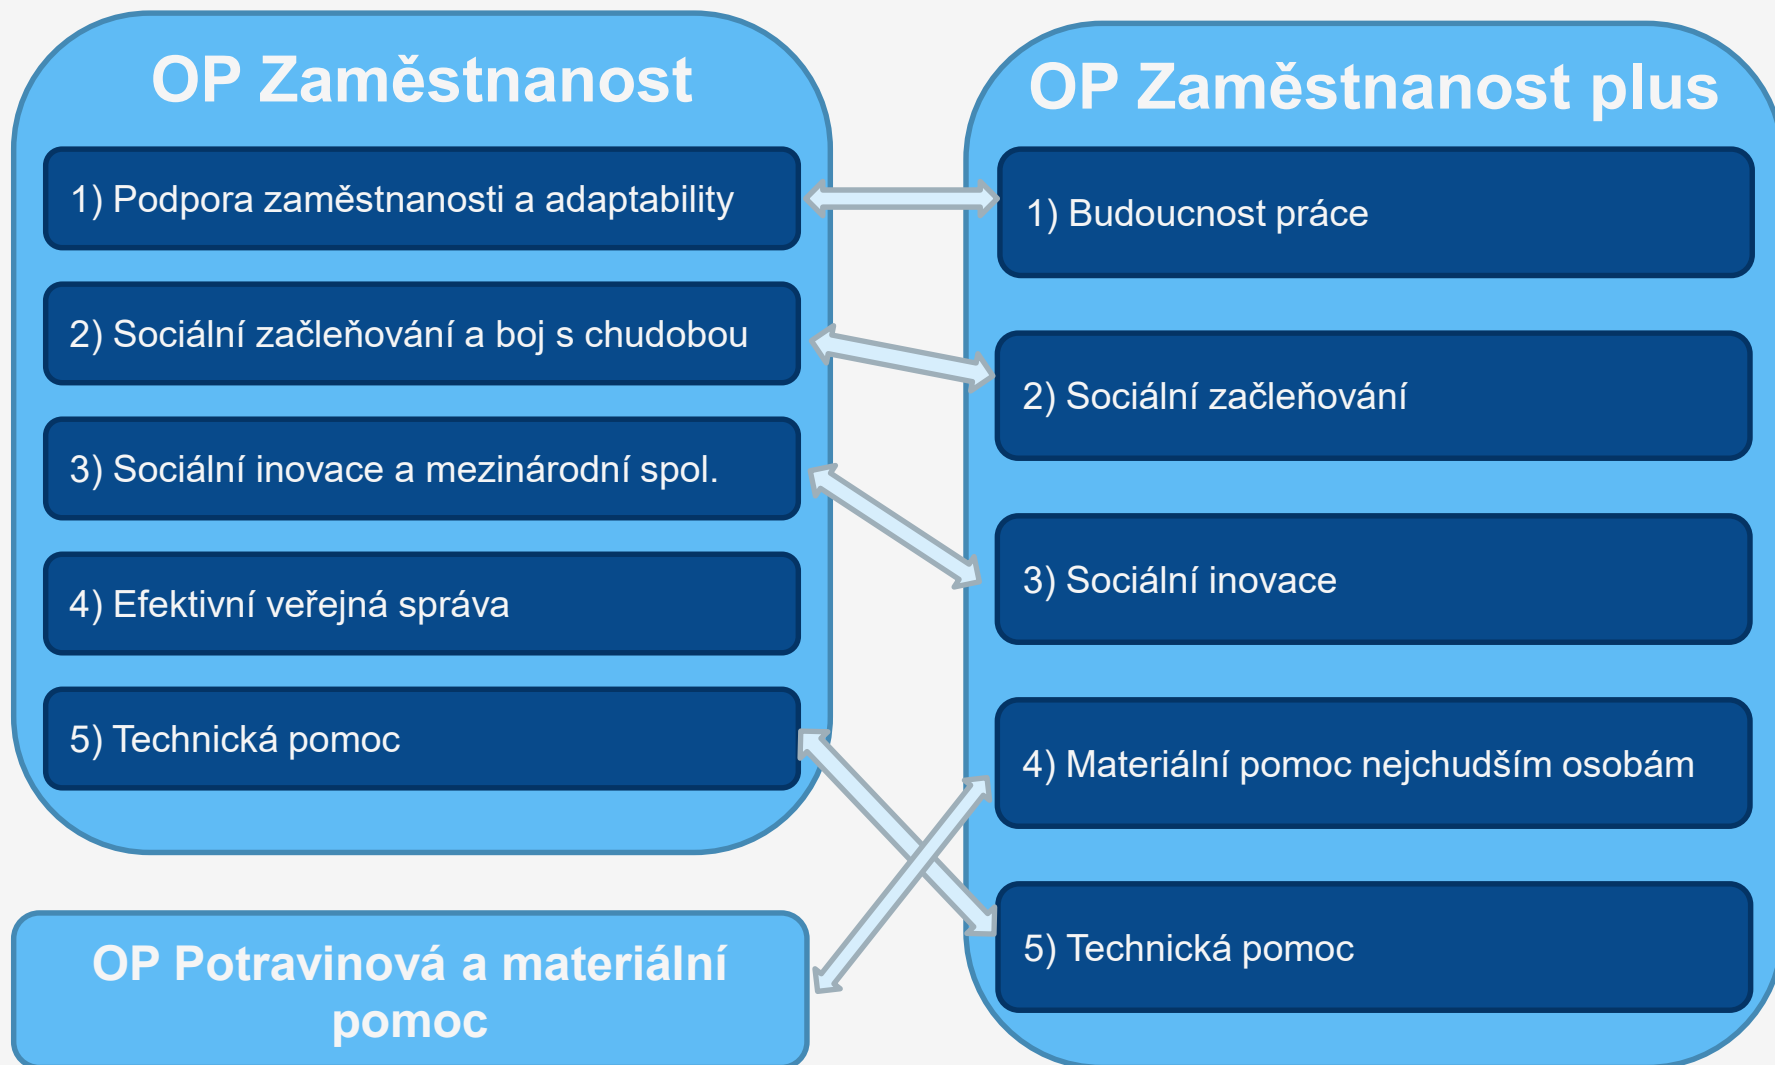 OP Zaměstnanost
1) Podpora zaměstnanosti a adaptability
2) Sociální začleňování a boj s chudobou
3) Sociální inovace a mezinárodní spol.
4) Efektivní veřejná správa
5) Technická pomoc
OP Potravinová a materiální
pomoc
OP Zaměstnanost plus
1) Budoucnost práce
2) Sociální začleňování
3) Sociální inovace
4) Materiální pomoc nejchudším osobám
5) Technická pomoc